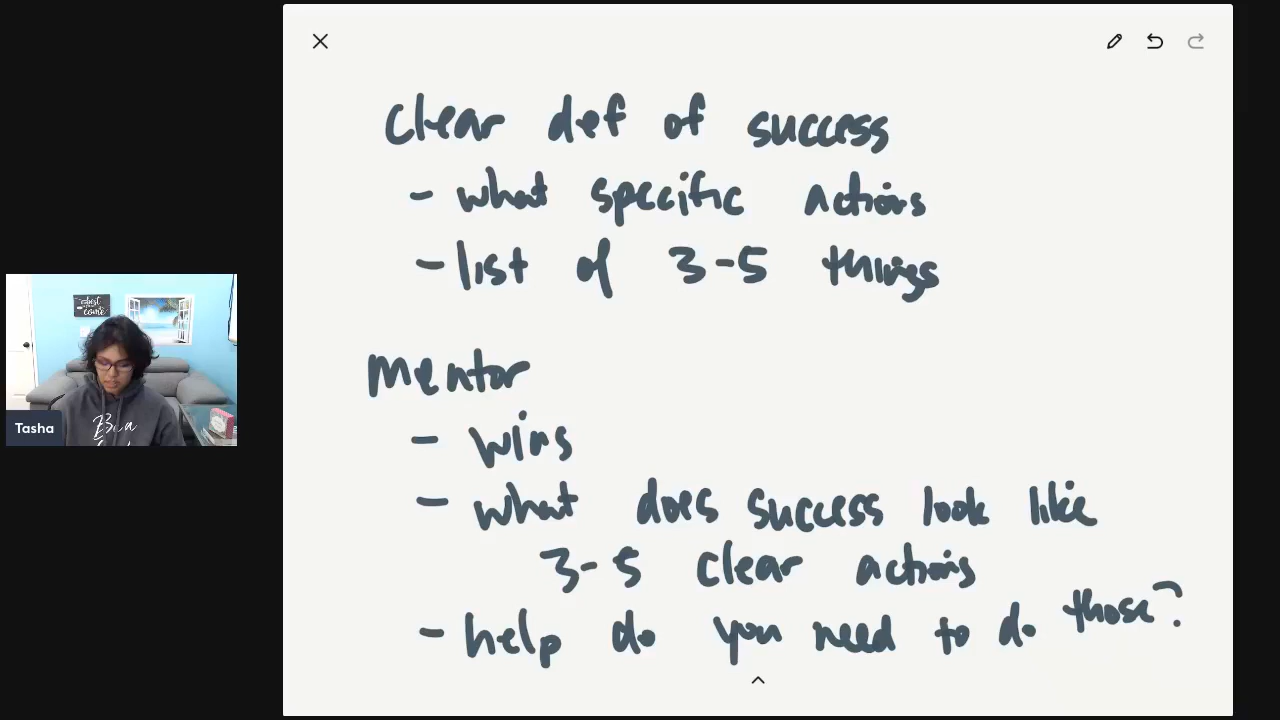 Clear def of success
- what specific actions
- list of 3-5 things
Mentor
- wins
- what does success look like
3-5 clear actions
- help do you need to do those?
Tasha
come